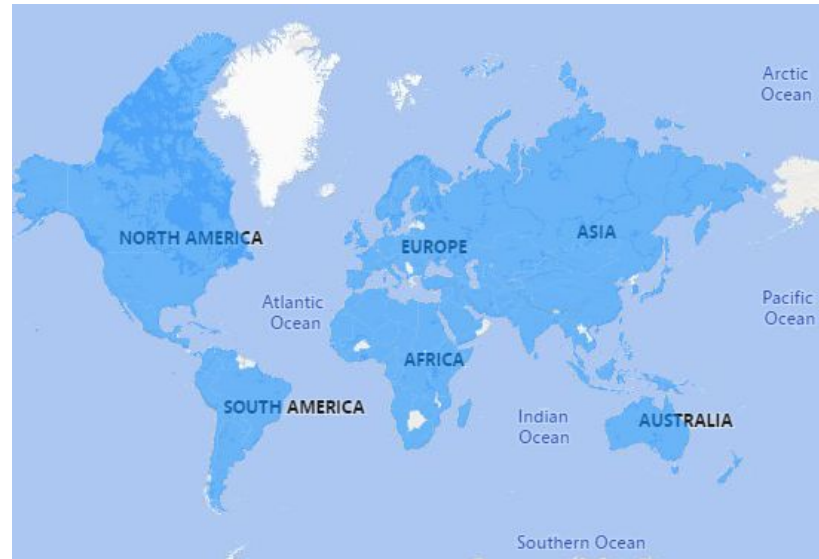 Arctic
Ocean
NORTH AMERICA
EUROPE
ASIA
Atlantic
Ocean
Pacific
Ocean
AFRICA
SOUTH AMERICA
Indian
Ocean
AUSTRALIA
Southern Ocean